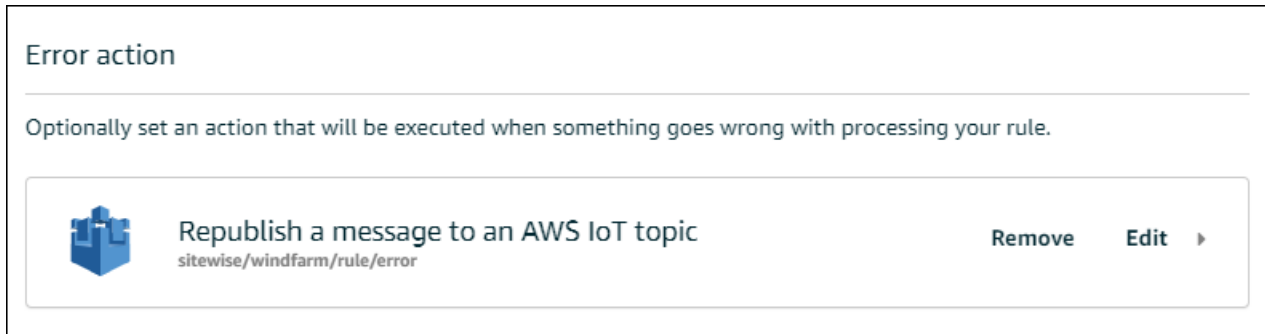 Error action
Optionally set an action that will be executed when something goes wrong with processing your rule.
Republish a message to an AWS IoT topic
sitewise/windfarm/rule/error
Remove Edit